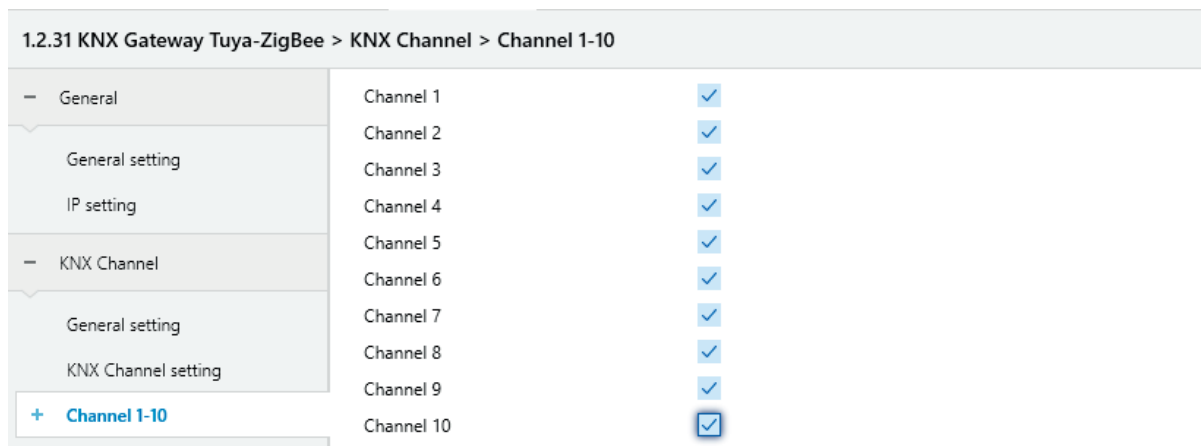 1.2.31 KNX Gateway Tuya-ZigBee > KNX Channel > Channel 1-10
− General
General setting
IP setting
− KNX Channel
General setting
KNX Channel setting
+ Channel 1-10
Channel 1
Channel 2
Channel 3
Channel 4
Channel 5
Channel 6
Channel 7
Channel 8
Channel 9
Channel 10